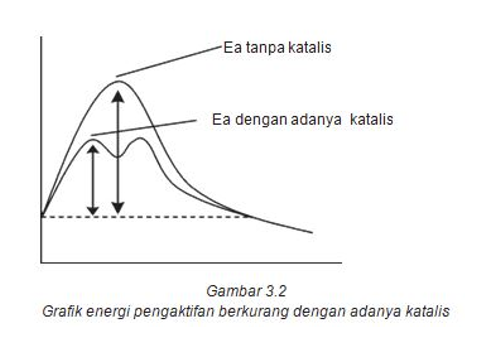 Ea tanpa katalis
Ea dengan adanya katalis
Gambar 3.2
Grafik energi pengaktifan berkurang dengan adanya katalis